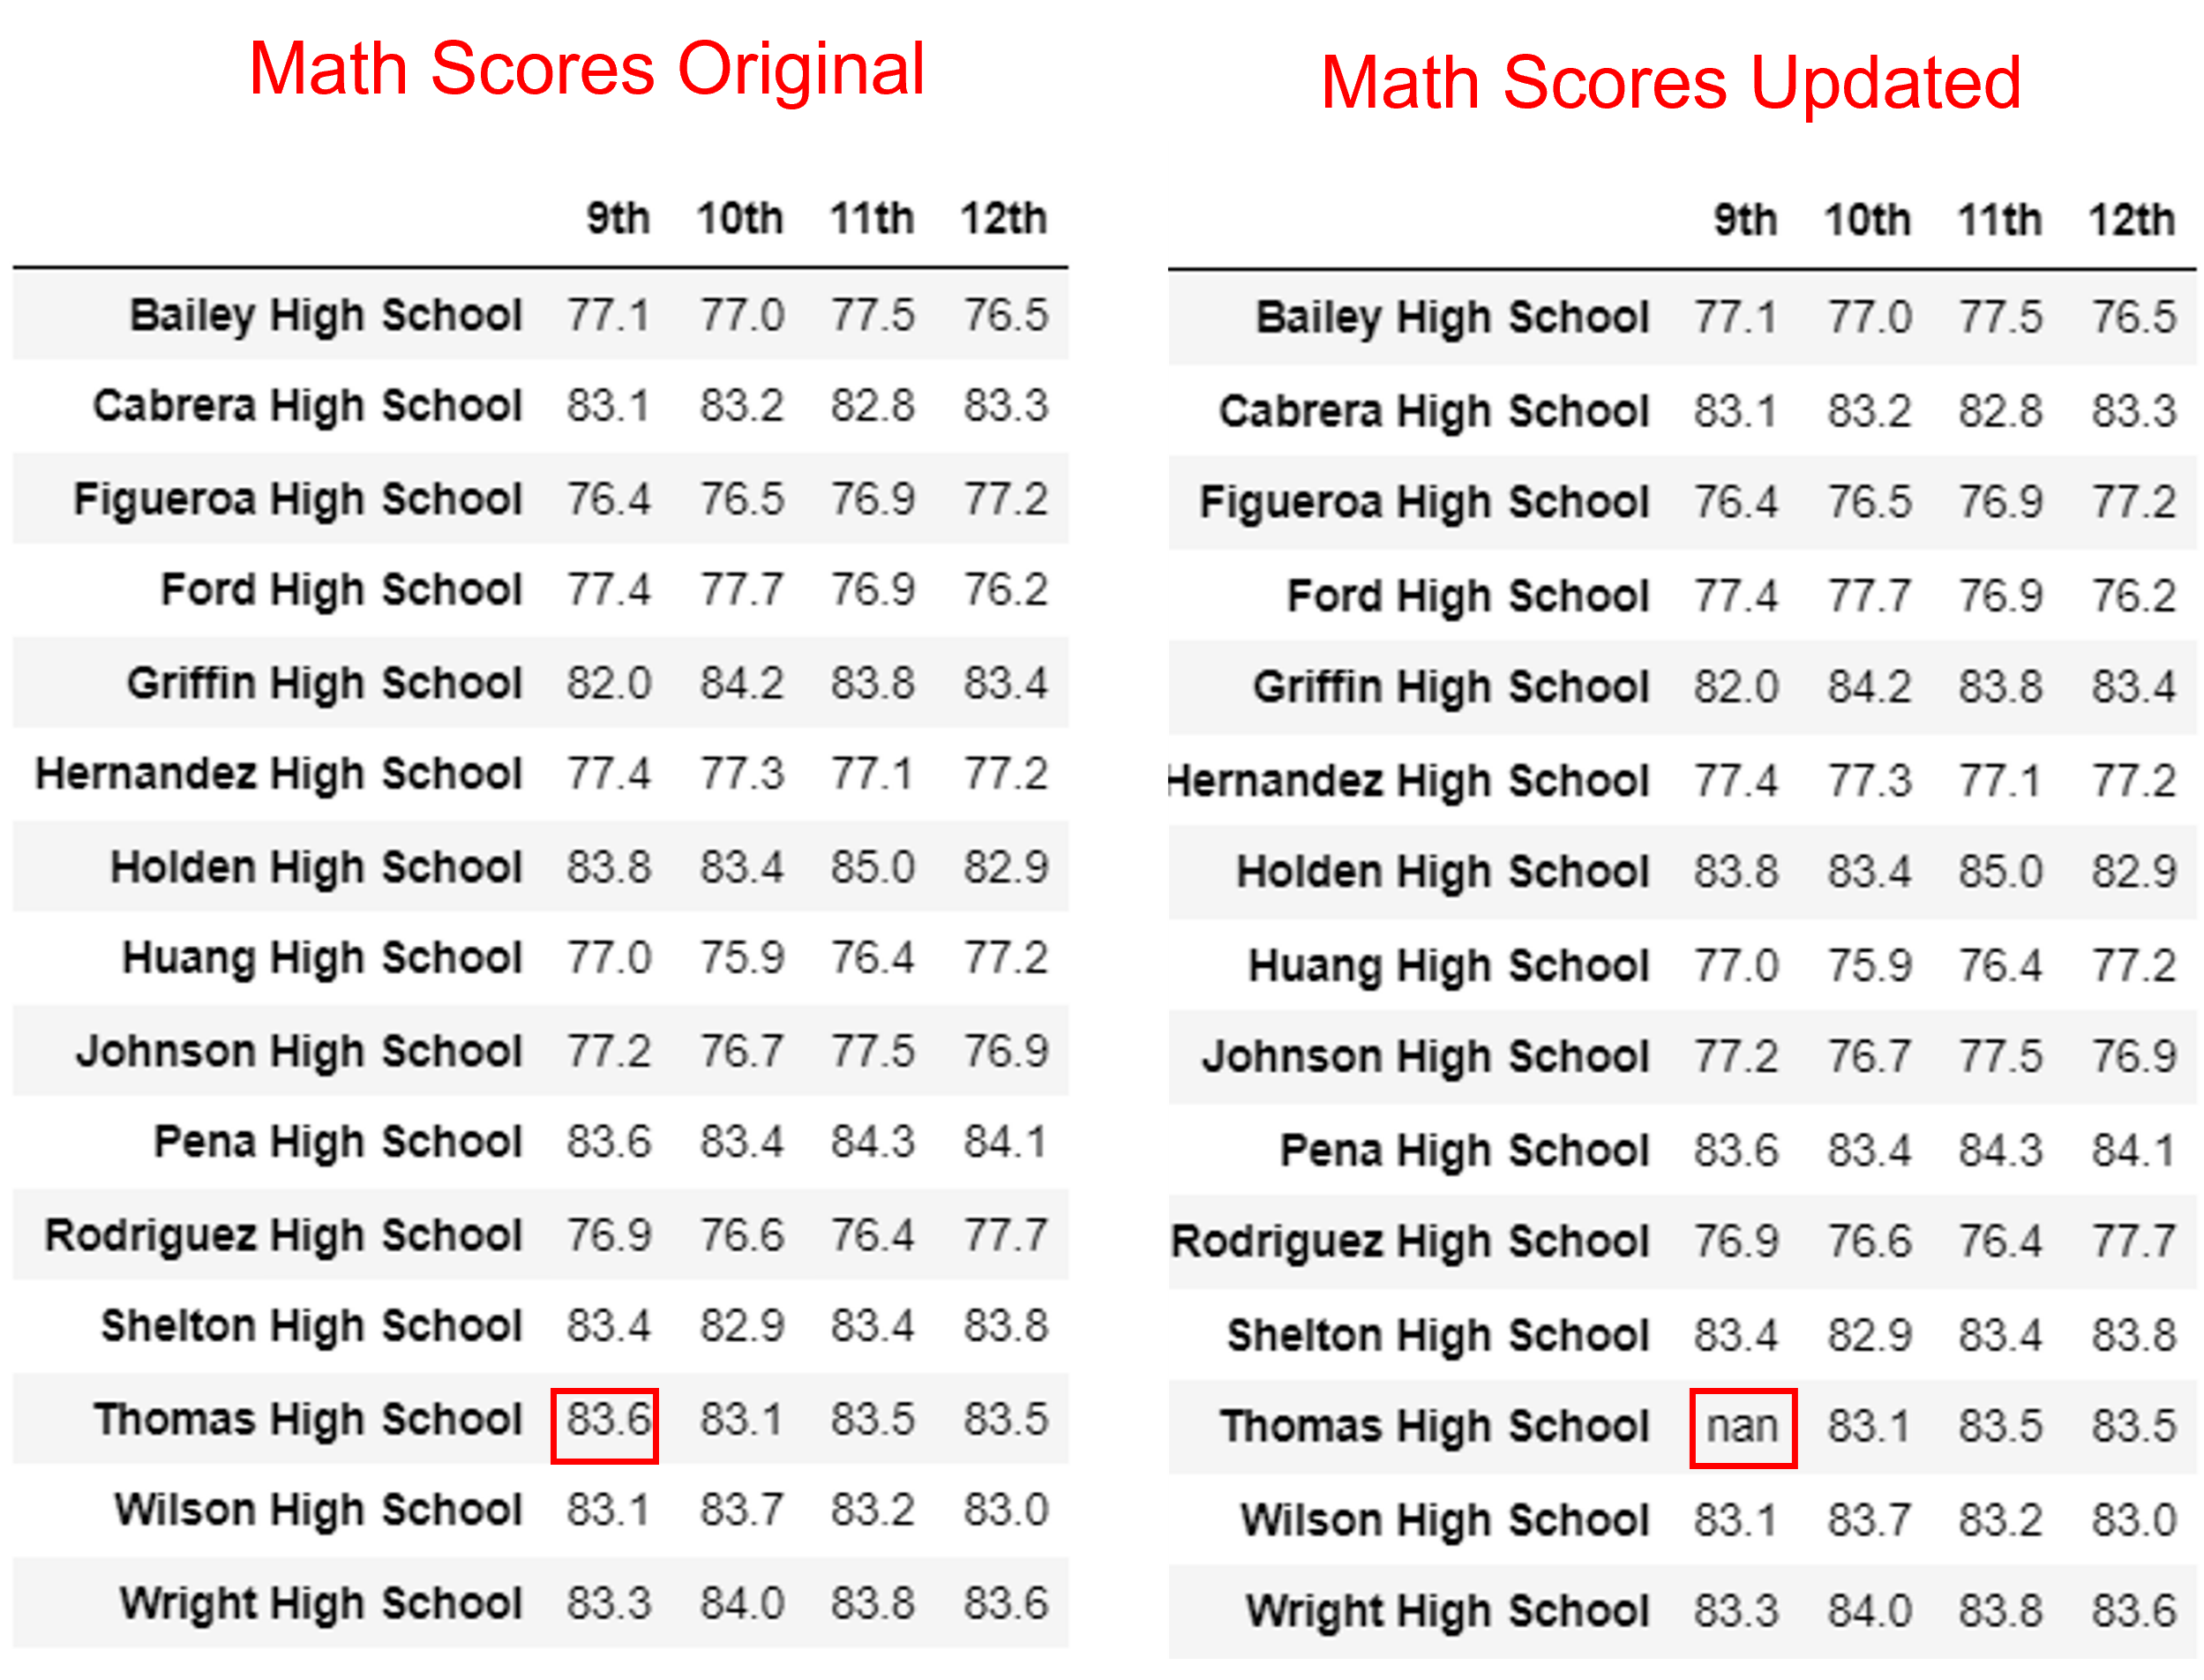 Math Scores Original
9th 10th 11th 12th
Bailey High School 77.1 77.0 77.5 76.5
Cabrera High School 83.1 83.2 82.8 83.3
Figueroa High School 76.4 76.5 76.9 77.2
Ford High School 77.4 77.7 76.9 76.2
Griffin High School 82.0 84.2 83.8 83.4
Hernandez High School 77.4 77.3 77.1 77.2
Holden High School 83.8 83.4 85.0 82.9
Huang High School 77.0 75.9 76.4 77.2
Johnson High School 77.2 76.7 77.5 76.9
Pena High School 83.6 83.4 84.3 84.1
Rodriguez High School 76.9 76.6 76.4 77.7
Shelton High School 83.4 82.9 83.4 83.8
Thomas High School 83.6 83.1 83.5 83.5
Wilson High School 83.1 83.7 83.2 83.0
Wright High School 83.3 84.0 83.8 83.6
Math Scores Updated
9th 10th 11th 12th
Bailey High School 77.1 77.0 77.5 76.5
Cabrera High School 83.1 83.2 82.8 83.3
Figueroa High School 76.4 76.5 76.9 77.2
Ford High School 77.4 77.7 76.9 76.2
Griffin High School 82.0 84.2 83.8 83.4
Hernandez High School 77.4 77.3 77.1 77.2
Holden High School 83.8 83.4 85.0 82.9
Huang High School 77.0 75.9 76.4 77.2
Johnson High School 77.2 76.7 77.5 76.9
Pena High School 83.6 83.4 84.3 84.1
Rodriguez High School 76.9 76.6 76.4 77.7
Shelton High School 83.4 82.9 83.4 83.8
Thomas High School nan 83.1 83.5 83.5
Wilson High School 83.1 83.7 83.2 83.0
Wright High School 83.3 84.0 83.8 83.6